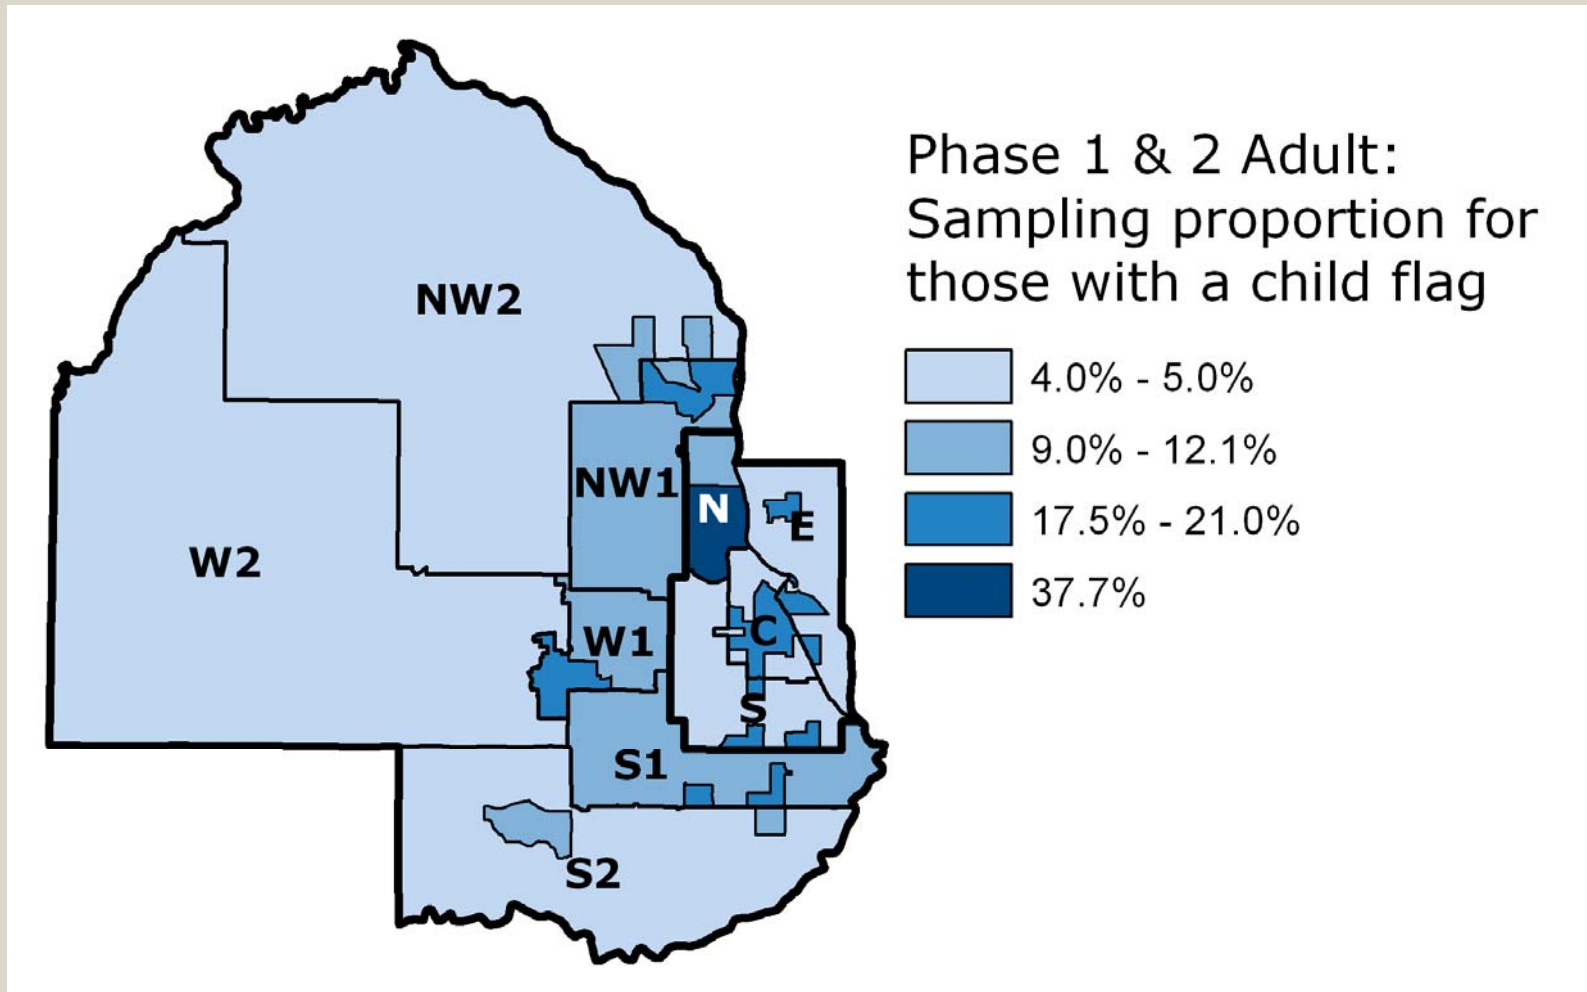 Phase 1 & 2 Adult:
Sampling proportion for
those with a child flag
4.0% - 5.0%
9.0% - 12.1%
17.5% - 21.0%
37.7%
NW2
NW1
N
E
W2
W1
C
S
S1
S2